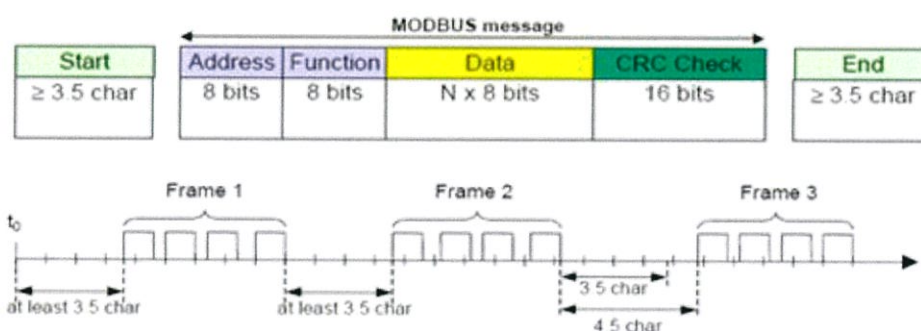 MODBUS message
Start Address Function Data CRC Check End
≥ 3.5 char 8 bits 8 bits N x 8 bits 16 bits ≥ 3.5 char
Frame 1 Frame 2 Frame 3
t0
at least 3 5 char at least 3 5 char 3 5 char
4 5 char